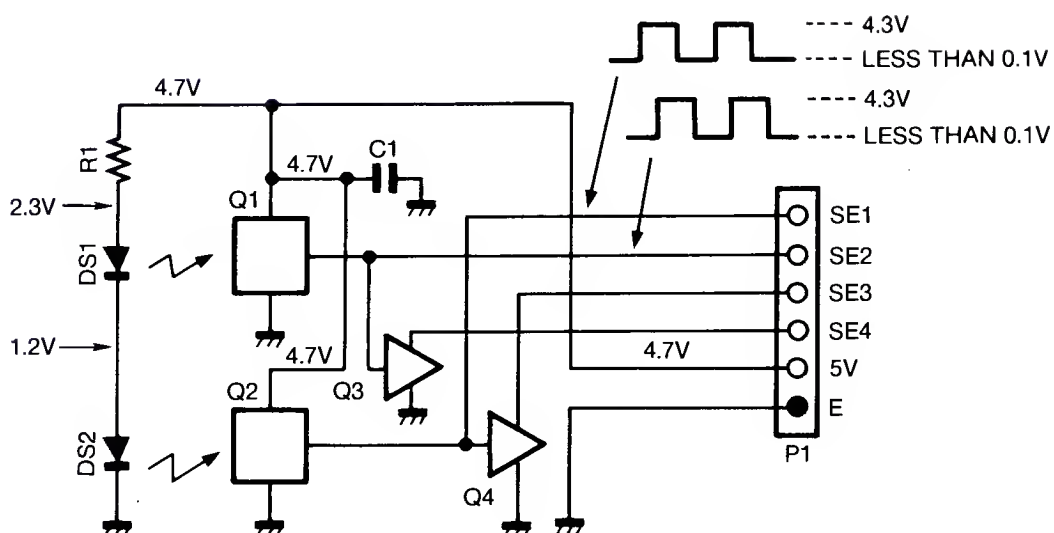 4.3V
LESS THAN 0.1V
4.7V
4.3V
LESS THAN 0.1V
R1
C1
4.7V
Q1
2.3V
SE1
DS1
SE2
SE3
1.2V
SE4
4.7V
4.7V
Q3
5V
Q2
E
DS2
P1
Q4